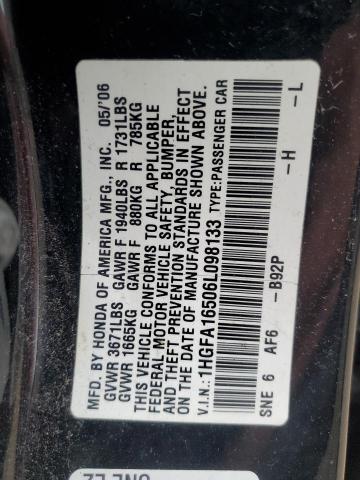 MFD. BY HONDA OF AMERICA MFG., INC. 05/'06
GVWR 3671LBS GAWR F 1940LBS R 1731LBS
GVWR 1665KG GAWR F 880KG R 785KG
THIS VEHICLE CONFORMS TO ALL APPLICABLE
FEDERAL MOTOR VEHICLE SAFETY, BUMPER,
AND THEFT PREVENTION STANDARDS IN EFFECT
ON THE DATE OF MANUFACTURE SHOWN ABOVE.
V.I.N.: 1HGFA16506L098133 TYPE:PASSENGER CAR
SNE 6 AF6 -B92P -H -L